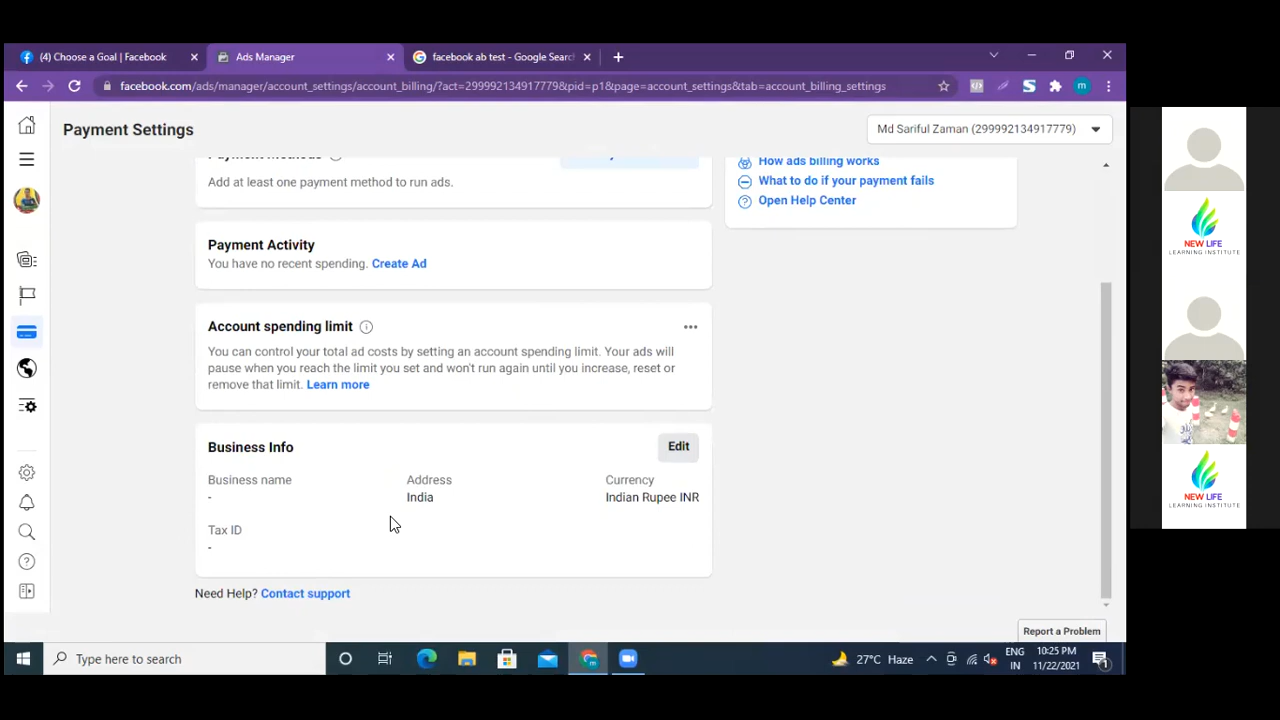 (4) Choose a Goal | Facebook
Ads Manager
facebook ab test - Google Searc
facebook.com/ads/manager/account_settings/account_billing/?act=299992134917779&pid=p1&page=account_settings&tab=account_billing_settings
m
Payment Settings
Md Sariful Zaman (299992134917779)
Payment Methods
Add at least one payment method to run ads.
How ads billing works
What to do if your payment fails
Open Help Center
Payment Activity
You have no recent spending. Create Ad
Account spending limit
You can control your total ad costs by setting an account spending limit. Your ads will
pause when you reach the limit you set and won't run again until you increase, reset or
remove that limit. Learn more
Business Info
Edit
Business name
-
Address
India
Currency
Indian Rupee INR
Tax ID
-
Need Help? Contact support
Report a Problem
NEW LIFE
LEARNING INSTITUTE
NEW LIFE
LEARNING INSTITUTE
Type here to search
27°C Haze
ENG
IN
10:25 PM
11/22/2021
1